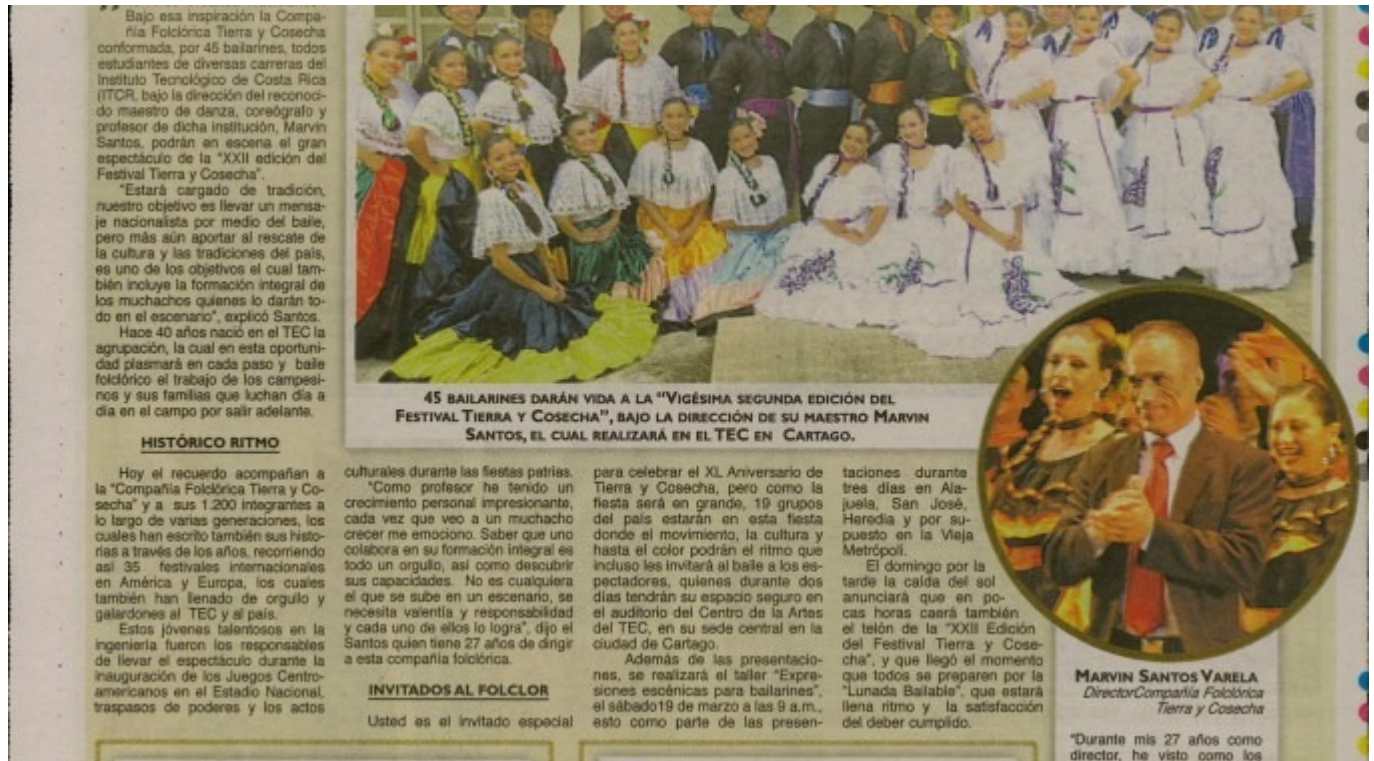 Bajo esa inspiración la Compa-
ñia Folclórica Tierra y Cosecha
conformada, por 45 bailarines, todos
estudiantes de diversas carreras del
Instituto Tecnológico de Costa Rica
(ITCR, bajo la dirección del reconoci-
do maestro de danza, coreógrafo y
profesor de dicha institución, Marvin
Santos, podrán en escena el gran
espectáculo de la "XXII edición del
Festival Tierra y Cosecha".
"Estará cargado de tradición,
nuestro objetivo es llevar un mensa-
je nacionalista por medio del baile,
pero más aún aportar al rescate de
la cultura y las tradiciones del país,
es uno de los objetivos el cual tam-
bién incluye la formación integral de
los muchachos quienes lo darán to-
do en el escenario", explicó Santos.
Hace 40 años nació en el TEC la
agrupación, la cual en esta oportuni-
dad plasmará en cada paso y baile
folclórico el trabajo de los campesi-
nos y sus familias que luchan día a
día en el campo por salir adelante.
HISTÓRICO RITMO
Hoy el recuerdo acompañan a
la "Compañía Folclórica Tierra y Co-
secha" y a sus 1.200 integrantes a
lo largo de varias generaciones, los
cuales han escrito también sus histo-
rias a través de los años, recorriendo
así 35 festivales internacionales
en América y Europa, los cuales
también han llenado de orgullo y
galardones al TEC y al país.
Estos jóvenes talentosos en la
ingeniería fueron los responsables
de llevar el espectáculo durante la
inauguración de los Juegos Centro-
americanos en el Estadio Nacional,
traspasos de poderes y los actos
45 BAILARINES DARÁN VIDA A LA "VIGÉSIMA SEGUNDA EDICIÓN DEL
FESTIVAL TIERRA Y COSECHA", BAJO LA DIRECCIÓN DE SU MAESTRO MARVIN
SANTOS, EL CUAL REALIZARÁ EN EL TEC EN CARTAGO.
culturales durante las fiestas patrias.
"Como profesor he tenido un
crecimiento personal impresionante,
cada vez que veo a un muchacho
crecer me emociono. Saber que uno
colabora en su formación integral es
todo un orgullo, así como descubrir
sus capacidades. No es cualquiera
el que se sube en un escenario, se
necesita valentía y responsabilidad
y cada uno de ellos lo logra", dijo el
Santos quien tiene 27 años de dirigir
a esta compañía folclórica.
INVITADOS AL FOLCLOR
Usted es el invitado especial
para celebrar el XL Aniversario de
Tierra y Cosecha, pero como la
fiesta será en grande, 19 grupos
del país estarán en esta fiesta
donde el movimiento, la cultura y
hasta el color podrán el ritmo que
incluso les invitará al baile a los es-
pectadores, quienes durante dos
días tendrán su espacio seguro en
el auditorio del Centro de la Artes
del TEC, en su sede central en la
ciudad de Cartago.
Además de las presentacio-
nes, se realizará el taller "Expre-
siones escénicas para bailarines",
el sábado 19 de marzo a las 9 a.m.,
esto como parte de las presen-
taciones durante
tres días en Ala-
juela, San José,
Heredia y por su-
puesto en la Vieja
Metrópoli.
El domingo por la
tarde la caída del sol
anunciará que en po-
cas horas caerá también
el telón de la "XXII Edición
del Festival Tierra y Cose-
cha", y que llegó el momento
que todos se preparen por la
"Lunada Bailable", que estará
llena ritmo y la satisfacción
del deber cumplido.
MARVIN SANTOS VARELA
DirectorCompañía Folclórica
Tierra y Cosecha
"Durante mis 27 años como
director, he visto como los